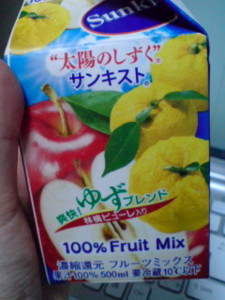 Sunki
“太陽のしずく”®
サンキスト®
爽快!ゆずブレンド
林檎ピューレ入り
100% Fruit Mix
濃縮還元 フルーツミックス
果汁100% 500ml 要冷蔵10℃以下